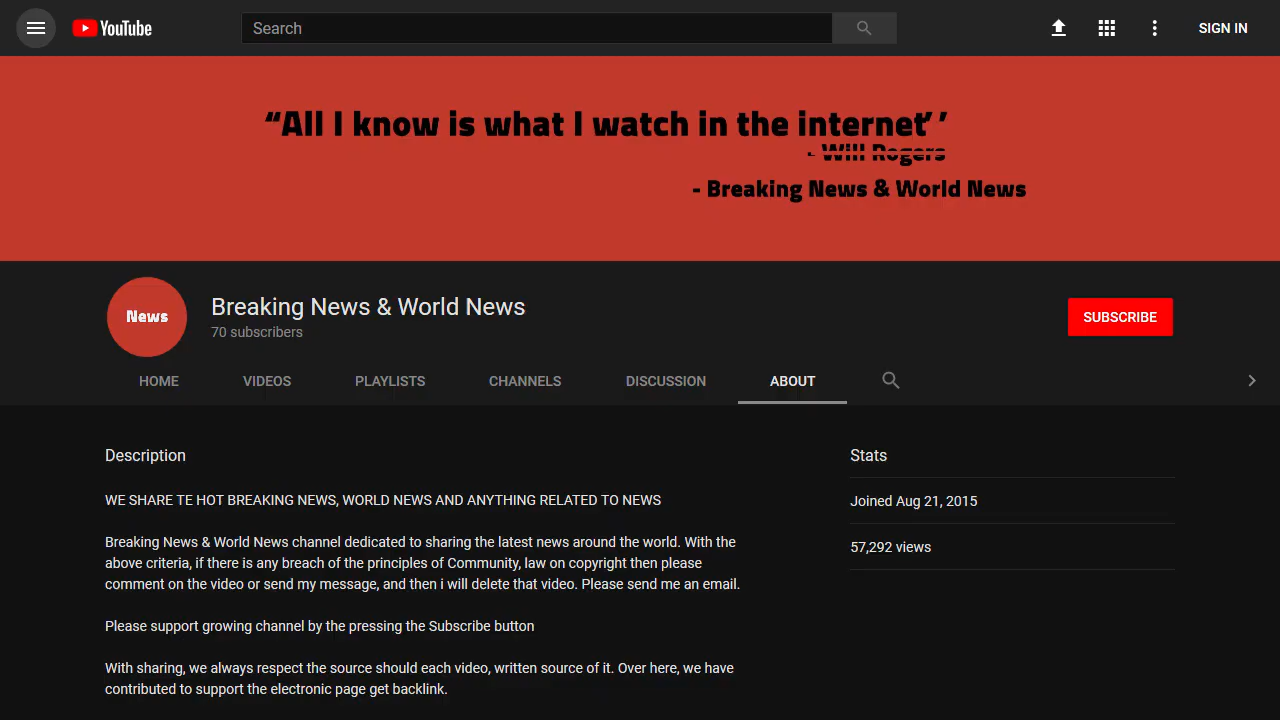 YouTube
Search
SIGN IN
“All I know is what I watch in the internet’’
- Will Rogers
- Breaking News & World News
News
Breaking News & World News
70 subscribers
SUBSCRIBE
HOME VIDEOS PLAYLISTS CHANNELS DISCUSSION ABOUT
Description
WE SHARE TE HOT BREAKING NEWS, WORLD NEWS AND ANYTHING RELATED TO NEWS
Breaking News & World News channel dedicated to sharing the latest news around the world. With the
above criteria, if there is any breach of the principles of Community, law on copyright then please
comment on the video or send my message, and then i will delete that video. Please send me an email.
Please support growing channel by the pressing the Subscribe button
With sharing, we always respect the source should each video, written source of it. Over here, we have
contributed to support the electronic page get backlink.
Stats
Joined Aug 21, 2015
57,292 views